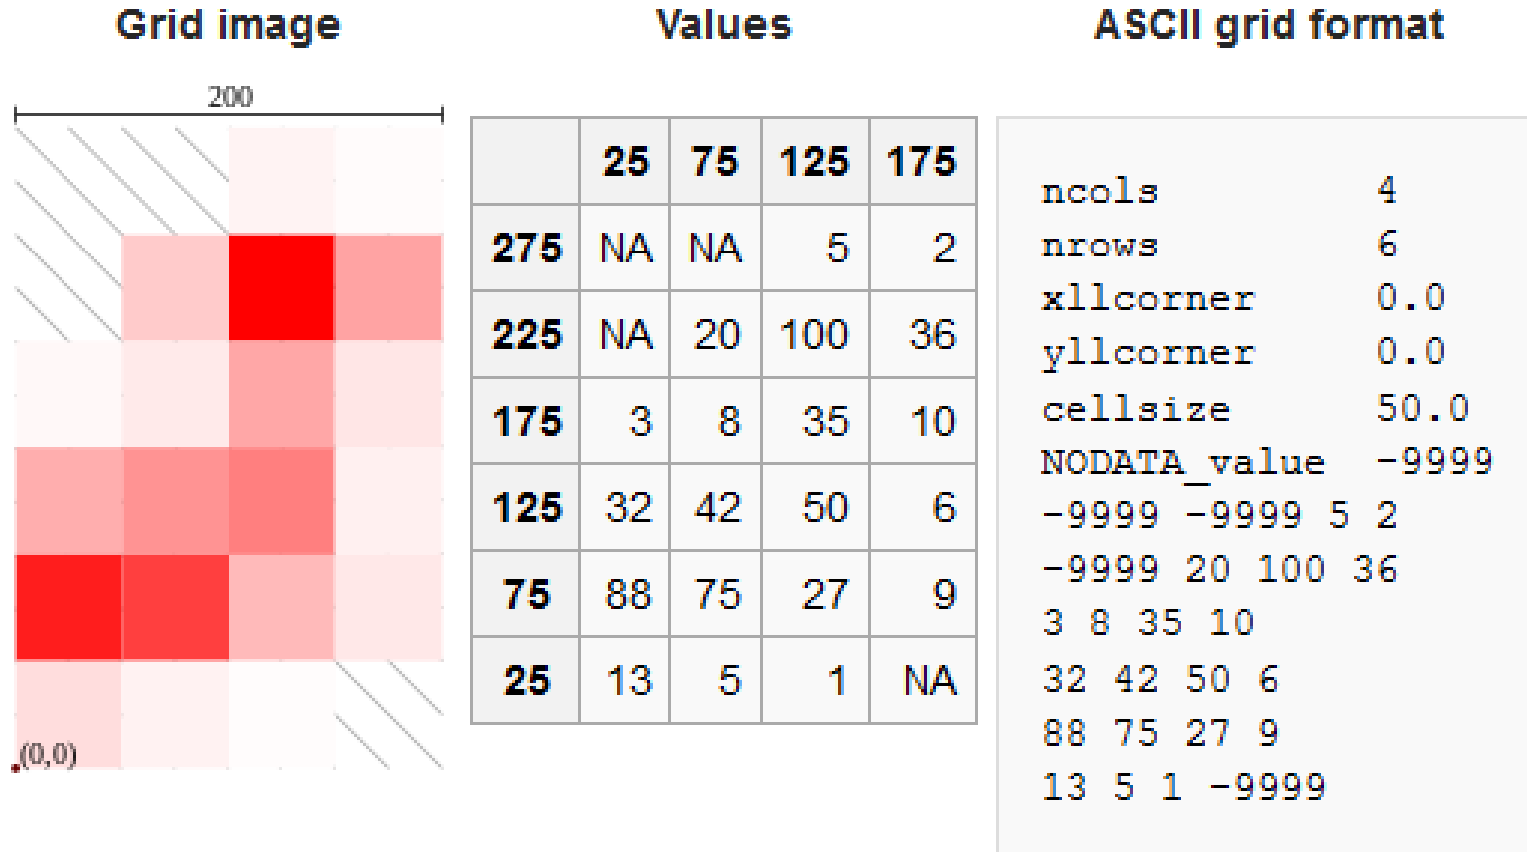 Grid image
200
(0,0)
Values
25 75 125 175
275 NA NA 5 2
225 NA 20 100 36
175 3 8 35 10
125 32 42 50 6
75 88 75 27 9
25 13 5 1 NA
ASCII grid format
ncols 4
nrows 6
xllcorner 0.0
yllcorner 0.0
cellsize 50.0
NODATA_value -9999
-9999 -9999 5 2
-9999 20 100 36
3 8 35 10
32 42 50 6
88 75 27 9
13 5 1 -9999